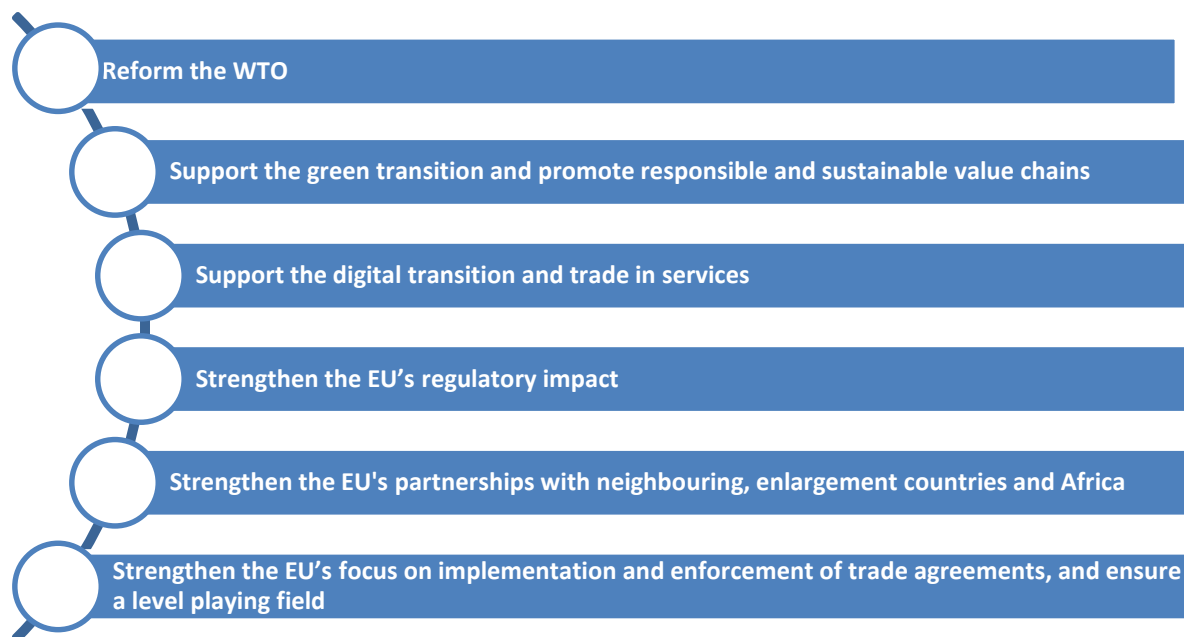 Reform the WTO
Support the green transition and promote responsible and sustainable value chains
Support the digital transition and trade in services
Strengthen the EU’s regulatory impact
Strengthen the EU's partnerships with neighbouring, enlargement countries and Africa
Strengthen the EU’s focus on implementation and enforcement of trade agreements, and ensure
a level playing field